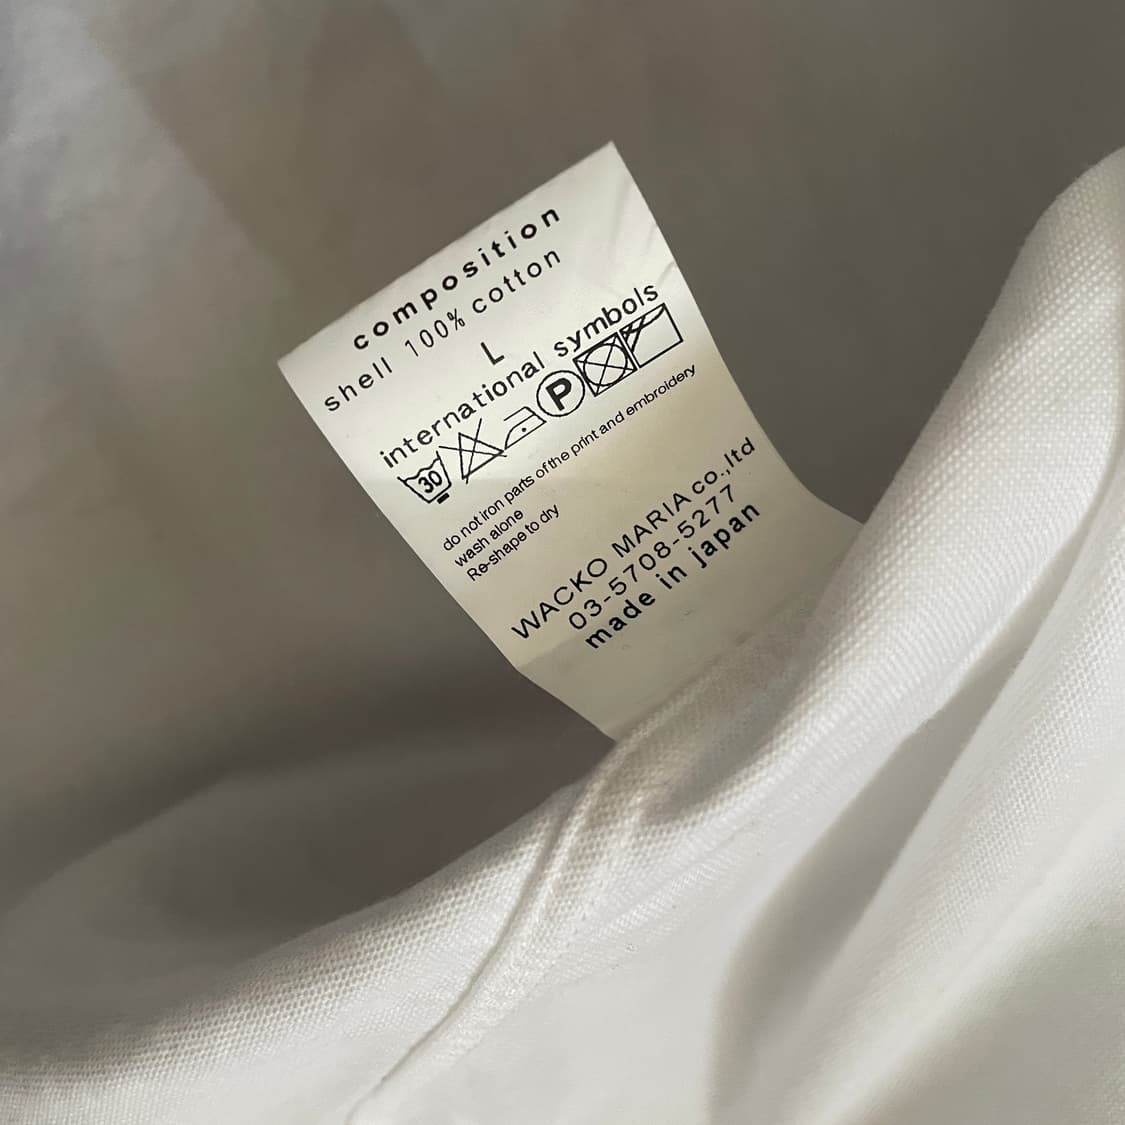 composition
shell 100% cotton
L
international symbols
30 P
do not iron parts of the print and embroidery
wash alone
Re-shape to dry
WACKO MARIA co.,ltd
03-5708-5277
made in japan